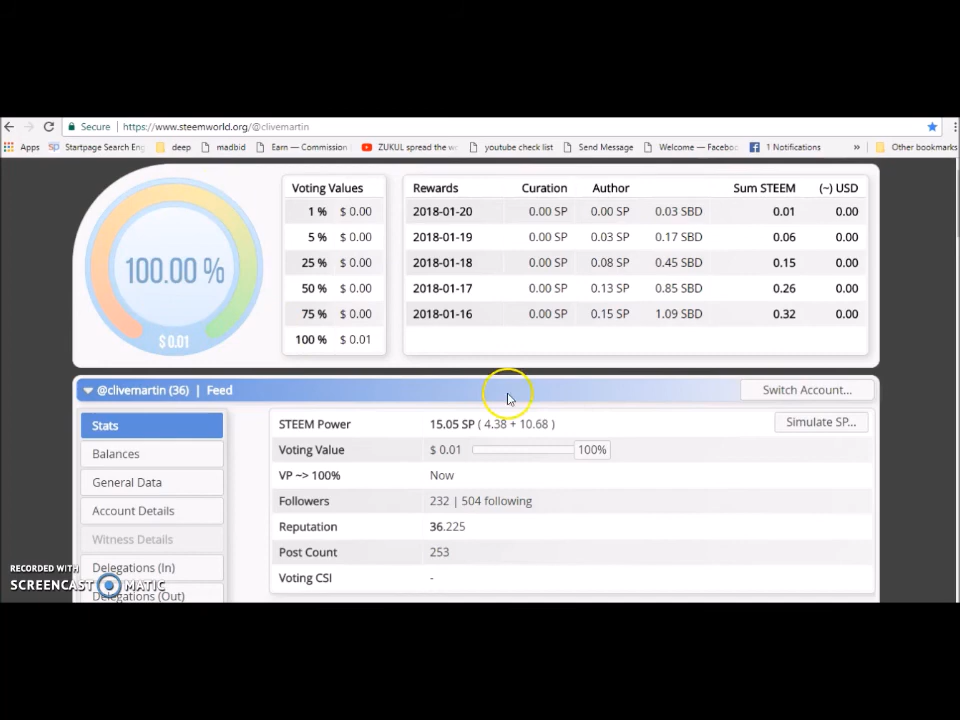 Secure https://www.steemworld.org/@clivemartin
Apps Startpage Search Eng deep madbid Earn — Commission ZUKUL spread the w youtube check list Send Message Welcome — Facebo 1 Notifications » Other bookmarks
Voting Values
1 % $ 0.00
5 % $ 0.00
25 % $ 0.00
50 % $ 0.00
75 % $ 0.00
100 % $ 0.01
100.00 %
$ 0.01
Rewards Curation Author Sum STEEM (~) USD
2018-01-20 0.00 SP 0.00 SP 0.03 SBD 0.01 0.00
2018-01-19 0.00 SP 0.03 SP 0.17 SBD 0.06 0.00
2018-01-18 0.00 SP 0.08 SP 0.45 SBD 0.15 0.00
2018-01-17 0.00 SP 0.13 SP 0.85 SBD 0.26 0.00
2018-01-16 0.00 SP 0.15 SP 1.09 SBD 0.32 0.00
@clivemartin (36) | Feed Switch Account...
Stats
Balances
General Data
Account Details
Witness Details
Delegations (In)
Delegations (Out)
STEEM Power 15.05 SP ( 4.38 + 10.68 ) Simulate SP...
Voting Value $ 0.01 100%
VP ~> 100% Now
Followers 232 | 504 following
Reputation 36.225
Post Count 253
Voting CSI -
RECORDED WITH
SCREENCAST MATIC